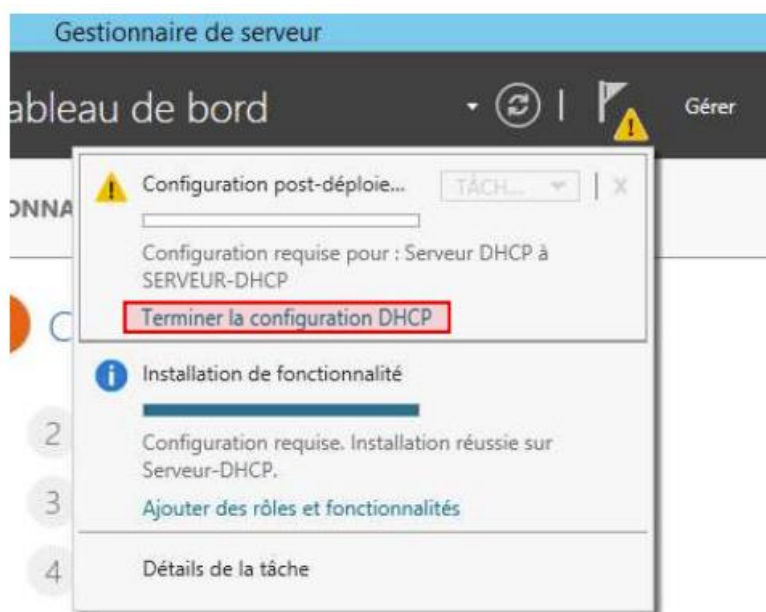 Gestionnaire de serveur
ableau de bord
Gérer
Configuration post-déploie...
TÂCH...
X
ONNA
Configuration requise pour : Serveur DHCP à
SERVEUR-DHCP
Terminer la configuration DHCP
C
Installation de fonctionnalité
2
Configuration requise. Installation réussie sur
Serveur-DHCP.
3
Ajouter des rôles et fonctionnalités
4
Détails de la tâche